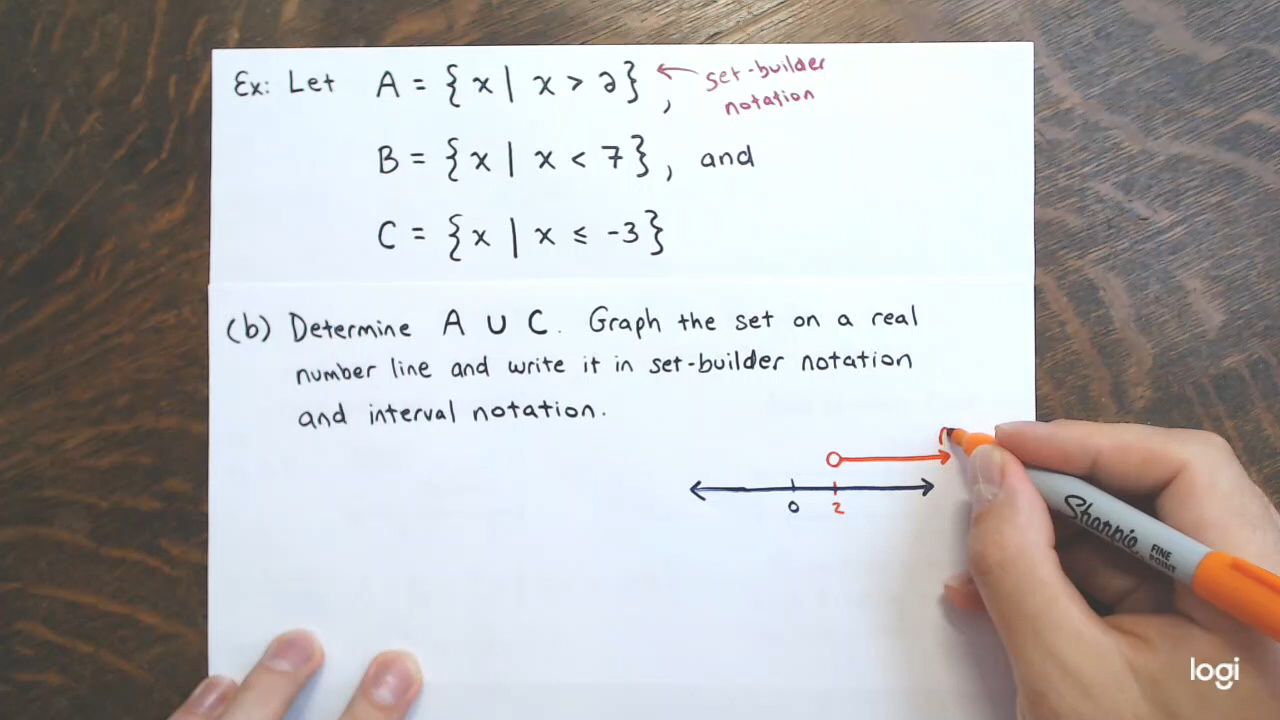 Ex: Let A = { x | x > 2 } , ← set-builder
notation
B = { x | x < 7 } , and
C = { x | x ≤ -3 }
(b) Determine A ∪ C. Graph the set on a real
number line and write it in set-builder notation
and interval notation.
0 2
Sharpie
FINE
POINT
logi